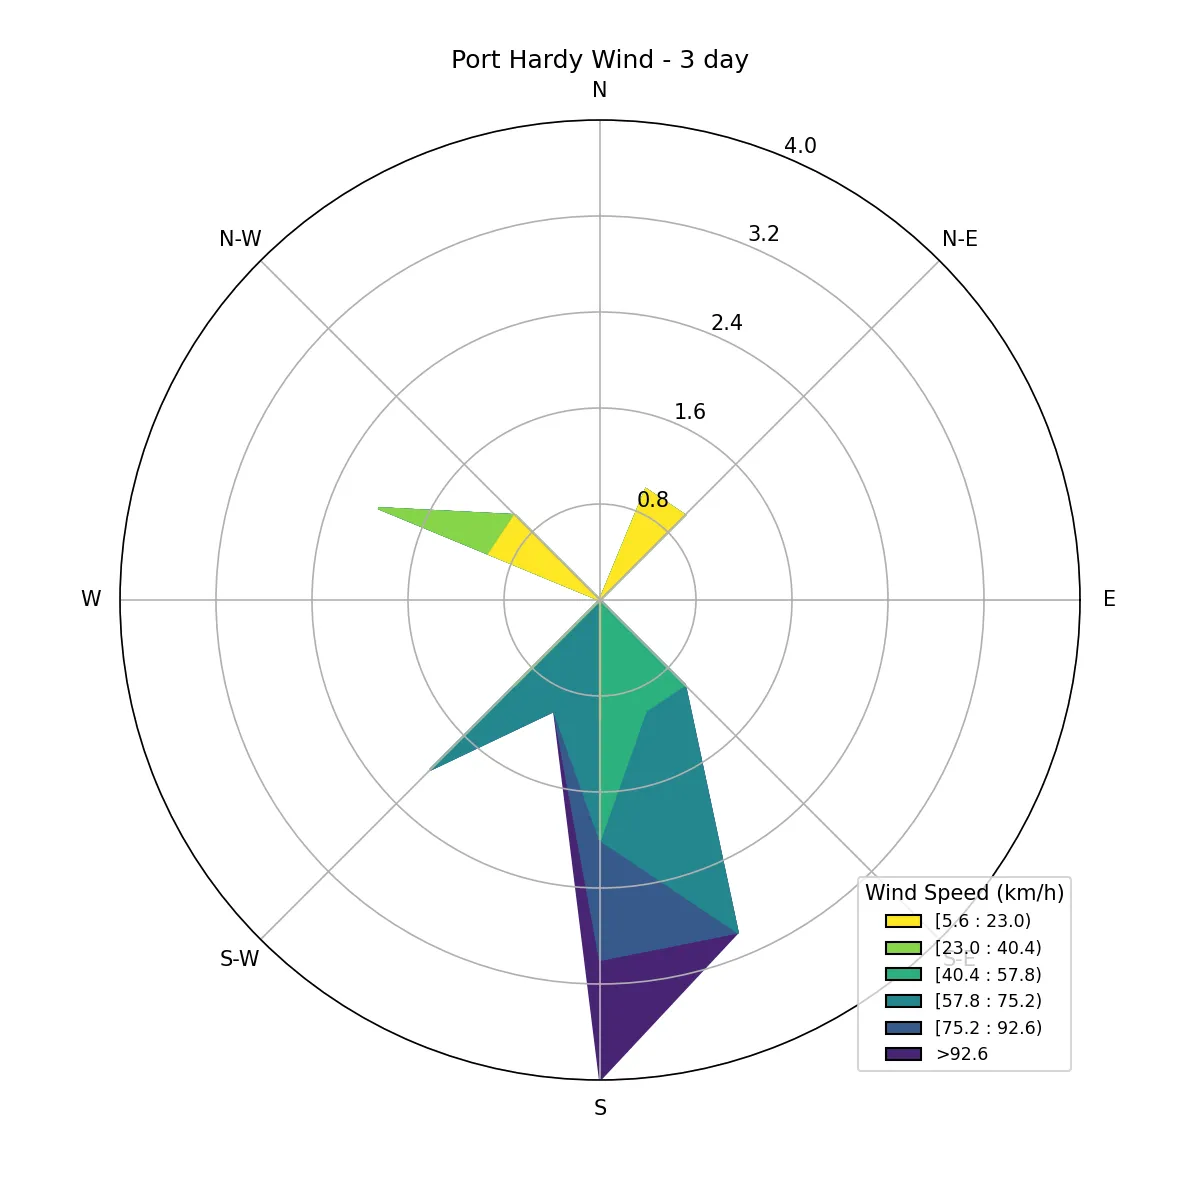 Port Hardy Wind - 3 day
N
4.0
N-W
N-E
3.2
2.4
1.6
0.8
W
E
Wind Speed (km/h)
[5.6 : 23.0)
[23.0 : 40.4)
[40.4 : 57.8)
[57.8 : 75.2)
[75.2 : 92.6)
>92.6
S-W
S-E
S